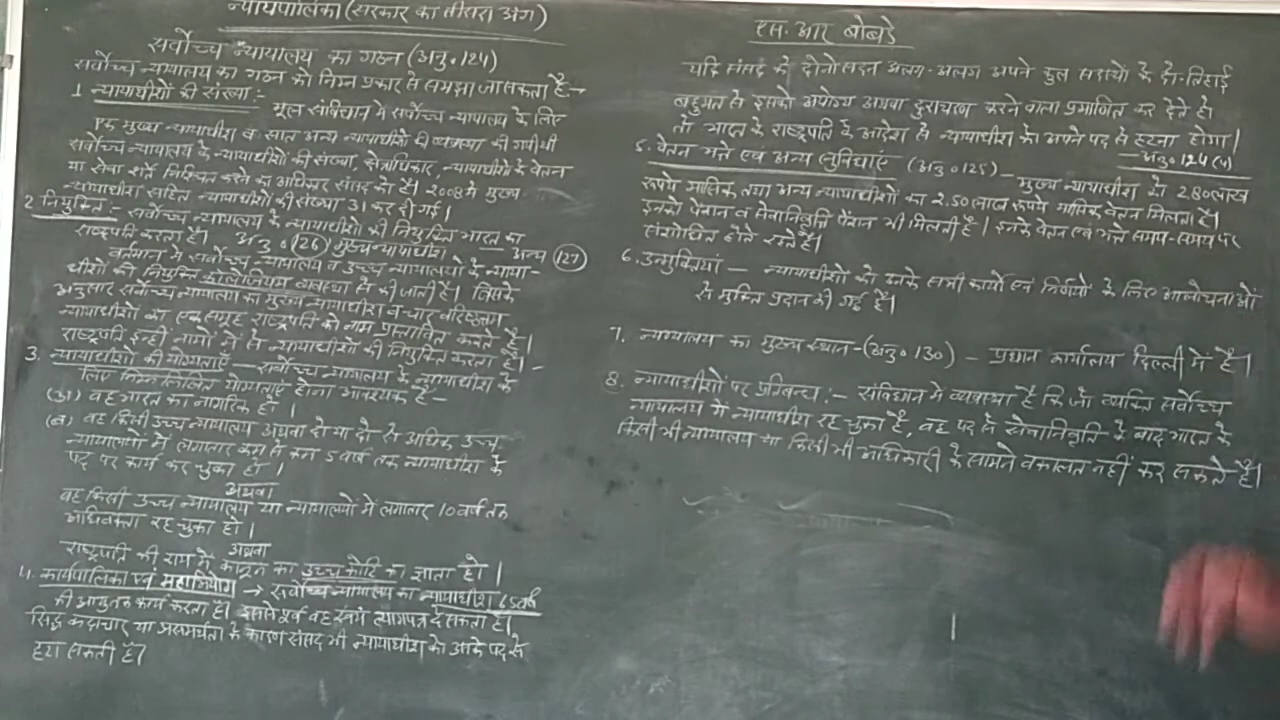 न्यायपालिका (सरकार का तीसरा अंग)
सर्वोच्च न्यायालय का गठन (अनु० 124)
सर्वोच्च न्यायालय का गठन को निम्न प्रकार से समझा जा सकता है:→
1 न्यायाधीशों की संख्या:- मूल संविधान में सर्वोच्च न्यायालय के लिए
एक मुख्य न्यायाधीश व सात अन्य न्यायाधीशों की व्यवस्था की गयी थी
सर्वोच्च न्यायालय के न्यायाधीशों की संख्या, क्षेत्राधिकार, न्यायाधीशों के वेतन
या सेवा शर्तें निश्चित करने का अधिकार संसद को है। 2008 में मुख्य
न्यायाधीश सहित न्यायाधीशों की संख्या 31 कर दी गई।
2 नियुक्ति:- सर्वोच्च न्यायालय के न्यायाधीशों की नियुक्ति भारत का
राष्ट्रपति करता है। अनु० (126) मुख्य न्यायाधीश - अन्य (127)
वर्तमान में सर्वोच्च न्यायालय व उच्च न्यायालयों के न्याया-
धीशों की नियुक्ति कॉलेजियम व्यवस्था से की जाती है। जिसके
अनुसार सर्वोच्च न्यायालय का मुख्य न्यायाधीश व चार वरिष्ठतम
न्यायाधीशों का एक समूह राष्ट्रपति को नाम प्रस्तावित करते है।
राष्ट्रपति इन्हीं नामों में से न्यायाधीशों की नियुक्ति करता है।
3. न्यायाधीशों की योग्यताएँ - सर्वोच्च न्यायालय के न्यायाधीश के
लिए निम्नलिखित योग्यताएं होना आवश्यक है -
(अ) वह भारत का नागरिक हो।
(ब) वह किसी उच्च न्यायालय अथवा दो या दो से अधिक उच्च
न्यायालयों में लगातार कम से कम 5 वर्ष तक न्यायाधीश के
पद पर कार्य कर चुका हो।
अथवा
वह किसी उच्च न्यायालय या न्यायालयों में लगातार 10 वर्ष तक
अधिवक्ता रह चुका हो।
अथवा
राष्ट्रपति की राय में कानून का उच्च कोटि का ज्ञाता हो।
4. कार्यपालिका एवं महाभियोग → सर्वोच्च न्यायालय का न्यायाधीश 65 वर्ष
की आयु तक कार्य करता है। इससे पूर्व वह स्वयं त्यागपत्र दे सकता है।
सिद्ध कदाचार या असमर्थता के कारण संसद भी न्यायाधीश को उसके पद से
हटा सकती है।
एस. आर बोबडे
यदि संसद के दोनो सदन अलग-अलग अपने कुल सदस्यों के दो-तिहाई
बहुमत से इसको अयोग्य अथवा दुराचरण करने वाला प्रमाणित कर देते है
तो भारत के राष्ट्रपति के आदेश से न्यायाधीश को अपने पद से हटना होगा।
- अनु० 124 (4)
5. वेतन भत्ते एवं अन्य सुविधाएं (अनु० 125) - मुख्य न्यायाधीश को 2.80 लाख
रूपये मासिक तथा अन्य न्यायाधीशों का 2.50 लाख रूपये मासिक वेतन मिलता है।
इनको पेंशन व सेवानिवृत्ति पेंशन भी मिलती है। इनके वेतन एवं भत्ते समय-समय पर
संशोधित होते रहते है।
6. उन्मुक्तियां - न्यायाधीशों को उनके सभी कार्यो एवं निर्णयों के लिए आलोचनाओं
से मुक्ति प्रदान की गई है।
7. न्यायालय का मुख्य स्थान - (अनु० 130) - प्रधान कार्यालय दिल्ली में है।
8. न्यायाधीशों पर प्रतिबन्ध:- संविधान में व्यवस्था है कि जो व्यक्ति सर्वोच्च
न्यायालय में न्यायाधीश रह चुका है, वह पद से सेवानिवृत्ति के बाद भारत के
किसी भी न्यायालय या किसी भी अधिकारी के सामने वकालत नहीं कर सकते है।